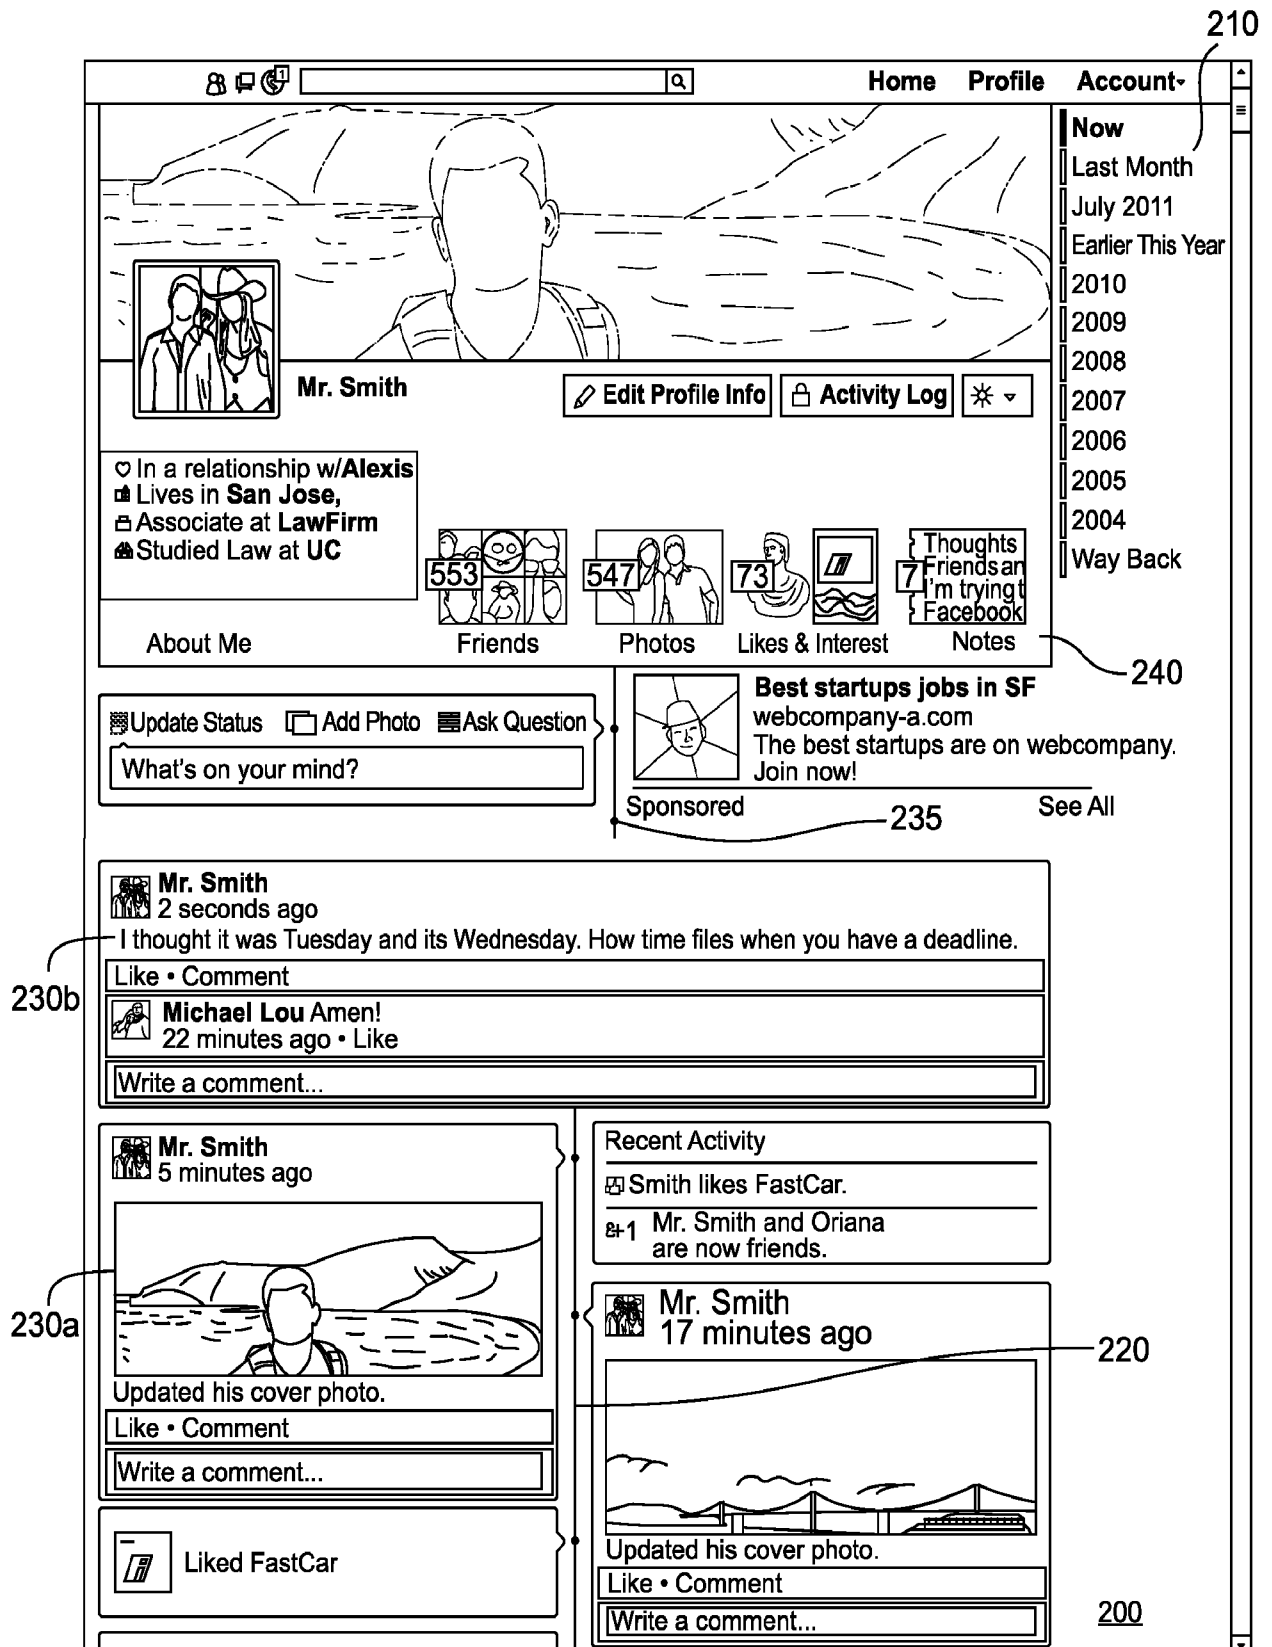 210
1
Home Profile Account
Now
Last Month
July 2011
Earlier This Year
2010
2009
2008
2007
2006
2005
2004
Way Back
Mr. Smith
Edit Profile Info
Activity Log
In a relationship w/Alexis
Lives in San Jose,
Associate at LawFirm
Studied Law at UC
About Me
553
Friends
547
Photos
73
Likes & Interest
7
Thoughts
Friends an
I'm trying t
Facebook
Notes
240
Update Status Add Photo Ask Question
What's on your mind?
Best startups jobs in SF
webcompany-a.com
The best startups are on webcompany.
Join now!
Sponsored See All
235
Mr. Smith
2 seconds ago
I thought it was Tuesday and its Wednesday. How time files when you have a deadline.
230b
Like • Comment
Michael Lou Amen!
22 minutes ago • Like
Write a comment...
Mr. Smith
5 minutes ago
230a
Updated his cover photo.
Like • Comment
Write a comment...
Liked FastCar
Recent Activity
Smith likes FastCar.
&+1 Mr. Smith and Oriana
are now friends.
Mr. Smith
17 minutes ago
220
Updated his cover photo.
Like • Comment
Write a comment...
200